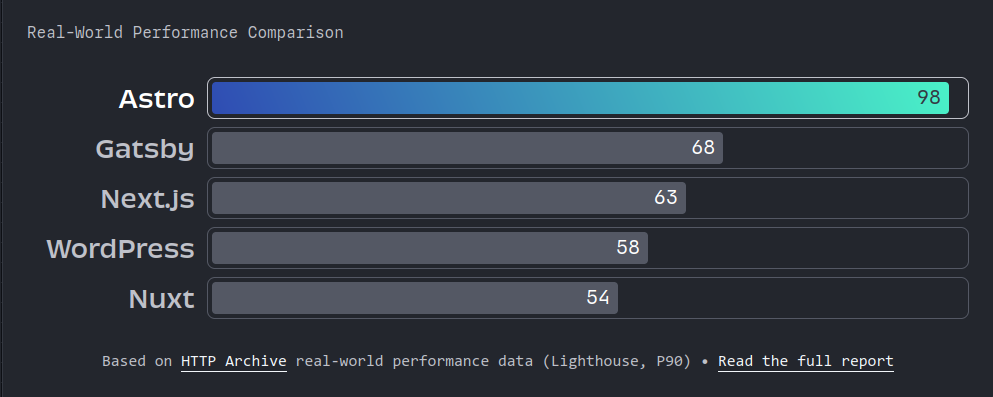 Real-World Performance Comparison
Astro 98
Gatsby 68
Next.js 63
WordPress 58
Nuxt 54
Based on HTTP Archive real-world performance data (Lighthouse, P90) • Read the full report